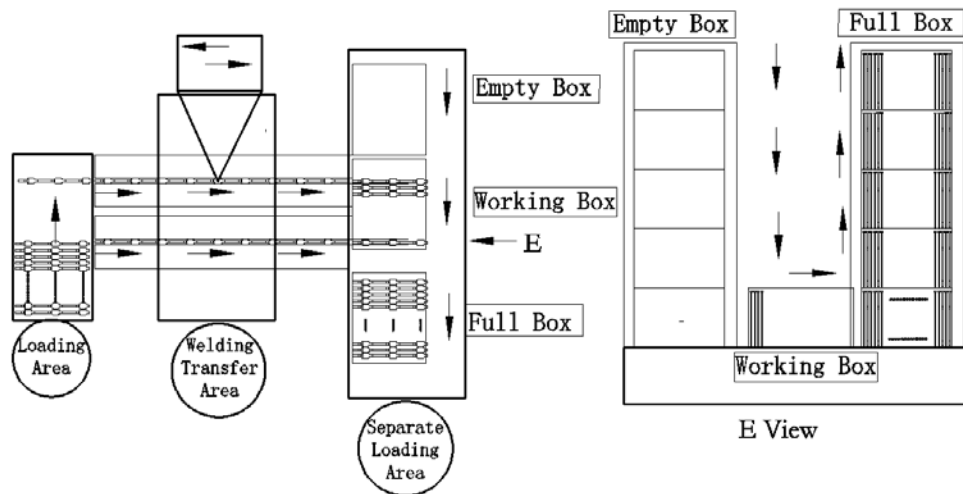 Empty Box
Working Box
E
Full Box
Loading
Area
Welding
Transfer
Area
Separate
Loading
Area
Empty Box
Full Box
Working Box
E View